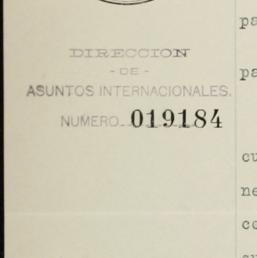 DIRECCION
- DE -
ASUNTOS INTERNACIONALES.
NUMERO 019184
pa
pa
cu
ne
co